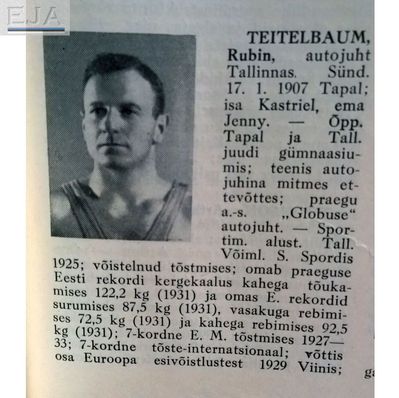 EJA
TEITELBAUM,
Rubin, autojuht
Tallinnas. Sünd.
17. 1. 1907 Tapal;
isa Kastriel, ema
Jenny. — Õpp.
Tapal ja Tall.
juudi gümnaasiu-
mis; teenis auto-
juhina mitmes et-
tevõttes; praegu
a.-s. „Globuse"
autojuht. — Spor-
tim. alust. Tall.
Võiml. S. Spordis
1925; võistelnud tõstmises; omab praeguse
Eesti rekordi kergekaalus kahega tõuka-
mises 122,2 kg (1931) ja omas E. rekordid
surumises 87,5 kg (1931), vasakuga rebimi-
ses 72,5 kg (1931) ja kahega rebimises 92,5
kg (1931); 7-kordne E. M. tõstmises 1927—
33; 7-kordne tõste-internatsionaal; võttis
osa Euroopa esivõistlustest 1929 Viinis;